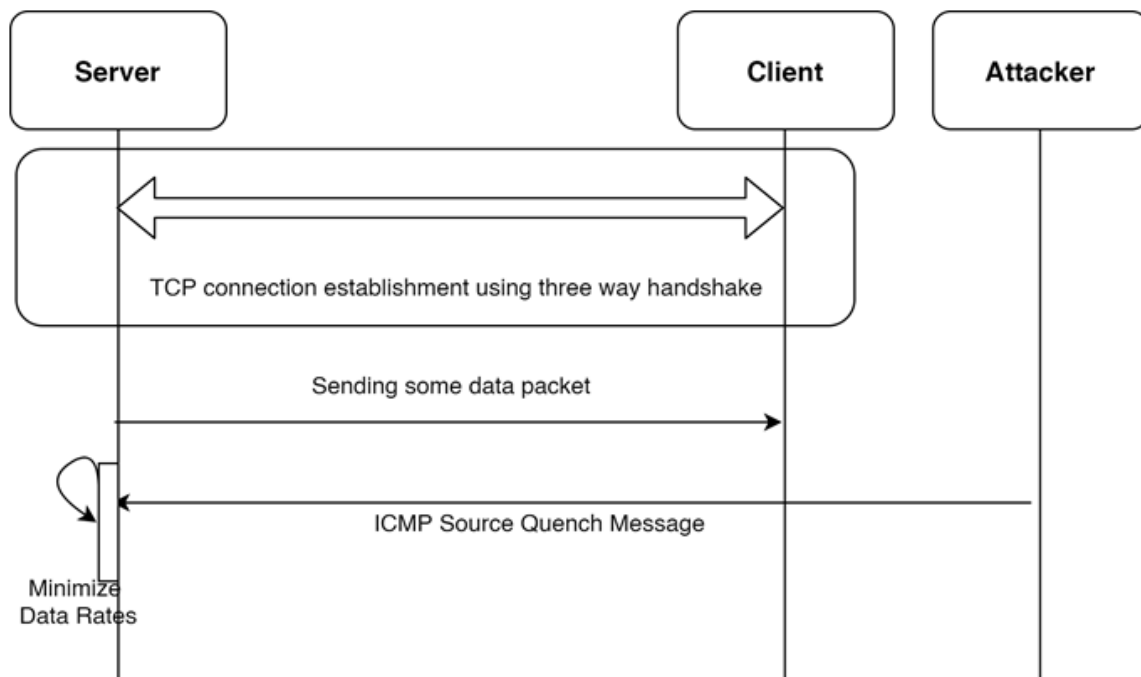 Server
Client
Attacker
TCP connection establishment using three way handshake
Sending some data packet
ICMP Source Quench Message
Minimize
Data Rates